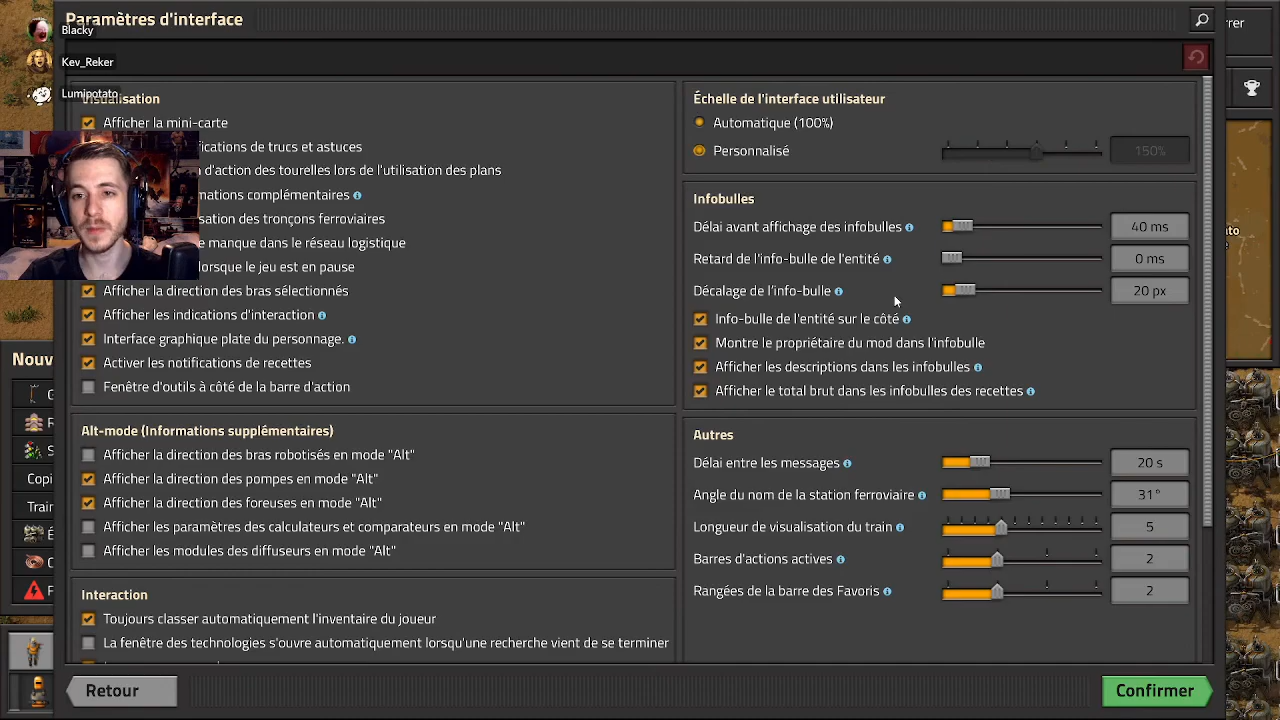 Paramètres d'interface
Blacky
Kev_Reker
Lumipotato
Visualisation
Afficher la mini-carte
fications de trucs et astuces
d'action des tourelles lors de l'utilisation des plans
mations complémentaires
isation des tronçons ferroviaires
e manque dans le réseau logistique
lorsque le jeu est en pause
Afficher la direction des bras sélectionnés
Afficher les indications d'interaction
Interface graphique plate du personnage.
Activer les notifications de recettes
Fenêtre d'outils à côté de la barre d'action
Alt-mode (Informations supplémentaires)
Afficher la direction des bras robotisés en mode "Alt"
Afficher la direction des pompes en mode "Alt"
Afficher la direction des foreuses en mode "Alt"
Afficher les paramètres des calculateurs et comparateurs en mode "Alt"
Afficher les modules des diffuseurs en mode "Alt"
Interaction
Toujours classer automatiquement l'inventaire du joueur
La fenêtre des technologies s'ouvre automatiquement lorsqu'une recherche vient de se terminer
Échelle de l'interface utilisateur
Automatique (100%)
Personnalisé 150%
Infobulles
Délai avant affichage des infobulles 40 ms
Retard de l'info-bulle de l'entité 0 ms
Décalage de l'info-bulle 20 px
Info-bulle de l'entité sur le côté
Montre le propriétaire du mod dans l'infobulle
Afficher les descriptions dans les infobulles
Afficher le total brut dans les infobulles des recettes
Autres
Délai entre les messages 20 s
Angle du nom de la station ferroviaire 31°
Longueur de visualisation du train 5
Barres d'actions actives 2
Rangées de la barre des Favoris 2
Retour
Confirmer
Nouv
Copi
Train
rer
ato